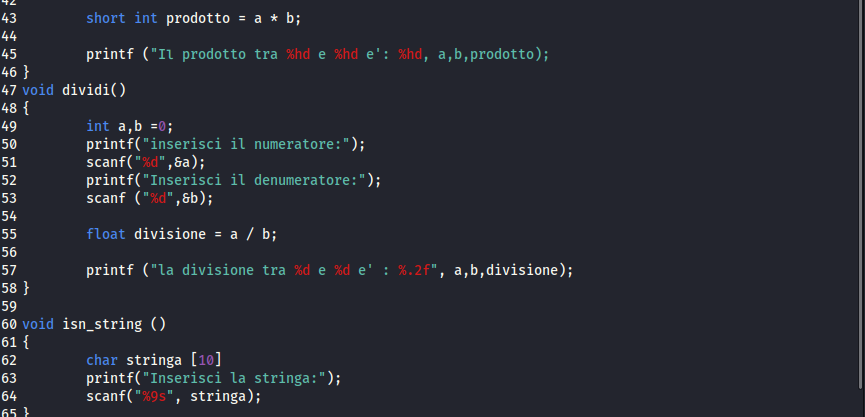 42
43 short int prodotto = a * b;
44
45 printf ("Il prodotto tra %hd e %hd e': %hd, a,b,prodotto);
46 }
47 void dividi()
48 {
49 int a,b =0;
50 printf("inserisci il numeratore:");
51 scanf("%d",&a);
52 printf("Inserisci il denumeratore:");
53 scanf ("%d",&b);
54
55 float divisione = a / b;
56
57 printf ("la divisione tra %d e %d e' : %.2f", a,b,divisione);
58 }
59
60 void isn_string ()
61 {
62 char stringa [10]
63 printf("Inserisci la stringa:");
64 scanf("%9s", stringa);
65 }